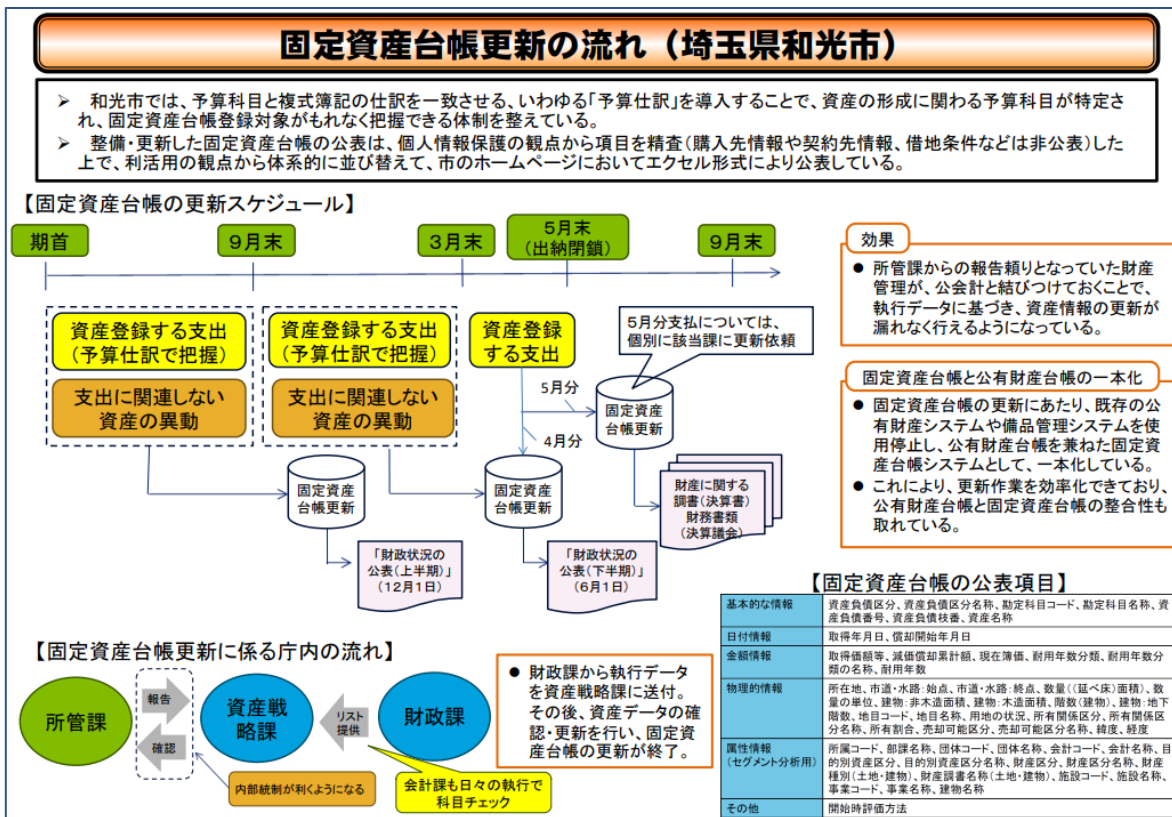 固定資産台帳更新の流れ（埼玉県和光市）
➢ 和光市では、予算科目と複式簿記の仕訳を一致させる、いわゆる「予算仕訳」を導入することで、資産の形成に関わる予算科目が特定さ
れ、固定資産台帳登録対象がもれなく把握できる体制を整えている。
➢ 整備・更新した固定資産台帳の公表は、個人情報保護の観点から項目を精査（購入先情報や契約先情報、借地条件などは非公表）した
上で、利活用の観点から体系的に並び替えて、市のホームページにおいてエクセル形式により公表している。
【固定資産台帳の更新スケジュール】
期首
9月末
3月末
5月末
（出納閉鎖）
9月末
資産登録する支出
（予算仕訳で把握）
支出に関連しない
資産の異動
資産登録する支出
（予算仕訳で把握）
支出に関連しない
資産の異動
資産登録
する支出
5月分支払については、
個別に該当課に更新依頼
5月分
4月分
固定資産
台帳更新
固定資産
台帳更新
固定資産
台帳更新
財産に関する
調書（決算書）
財務書類
（決算議会）
「財政状況の
公表（上半期）」
（12月1日）
「財政状況の
公表（下半期）」
（6月1日）
効果
● 所管課からの報告頼りとなっていた財産
管理が、公会計と結びつけておくことで、
執行データに基づき、資産情報の更新が
漏れなく行えるようになっている。
固定資産台帳と公有財産台帳の一本化
● 固定資産台帳の更新にあたり、既存の公
有財産システムや備品管理システムを使
用停止し、公有財産台帳を兼ねた固定資
産台帳システムとして、一本化している。
● これにより、更新作業を効率化できており、
公有財産台帳と固定資産台帳の整合性も
取れている。
【固定資産台帳更新に係る庁内の流れ】
所管課
報告
確認
資産戦
略課
リスト
提供
財政課
内部統制が利くようになる
会計課も日々の執行で
科目チェック
● 財政課から執行データ
を資産戦略課に送付。
その後、資産データの確
認・更新を行い、固定資
産台帳の更新が終了。
【固定資産台帳の公表項目】
基本的な情報
資産負債区分、資産負債区分名称、勘定科目コード、勘定科目名称、資
産負債番号、資産負債枝番、資産名称
日付情報
取得年月日、償却開始年月日
金額情報
取得価額等、減価償却累計額、現在簿価、耐用年数分類、耐用年数分
類の名称、耐用年数
物理的情報
所在地、市道・水路：始点、市道・水路：終点、数量（（延べ床）面積）、数
量の単位、建物：非木造面積、建物：木造面積、階数（建物）、建物：地下
階数、地目コード、地目名称、用地の状況、所有関係区分、所有関係区
分名称、所有割合、売却可能区分、売却可能区分名称、緯度、経度
属性情報
（セグメント分析用）
所属コード、部課名称、団体コード、団体名称、会計コード、会計名称、目
的別資産区分、目的別資産区分名称、財産区分、財産区分名称、財産
種別（土地・建物）、財産調書名称（土地・建物）、施設コード、施設名称、
事業コード、事業名称、建物名称
その他
開始時評価方法